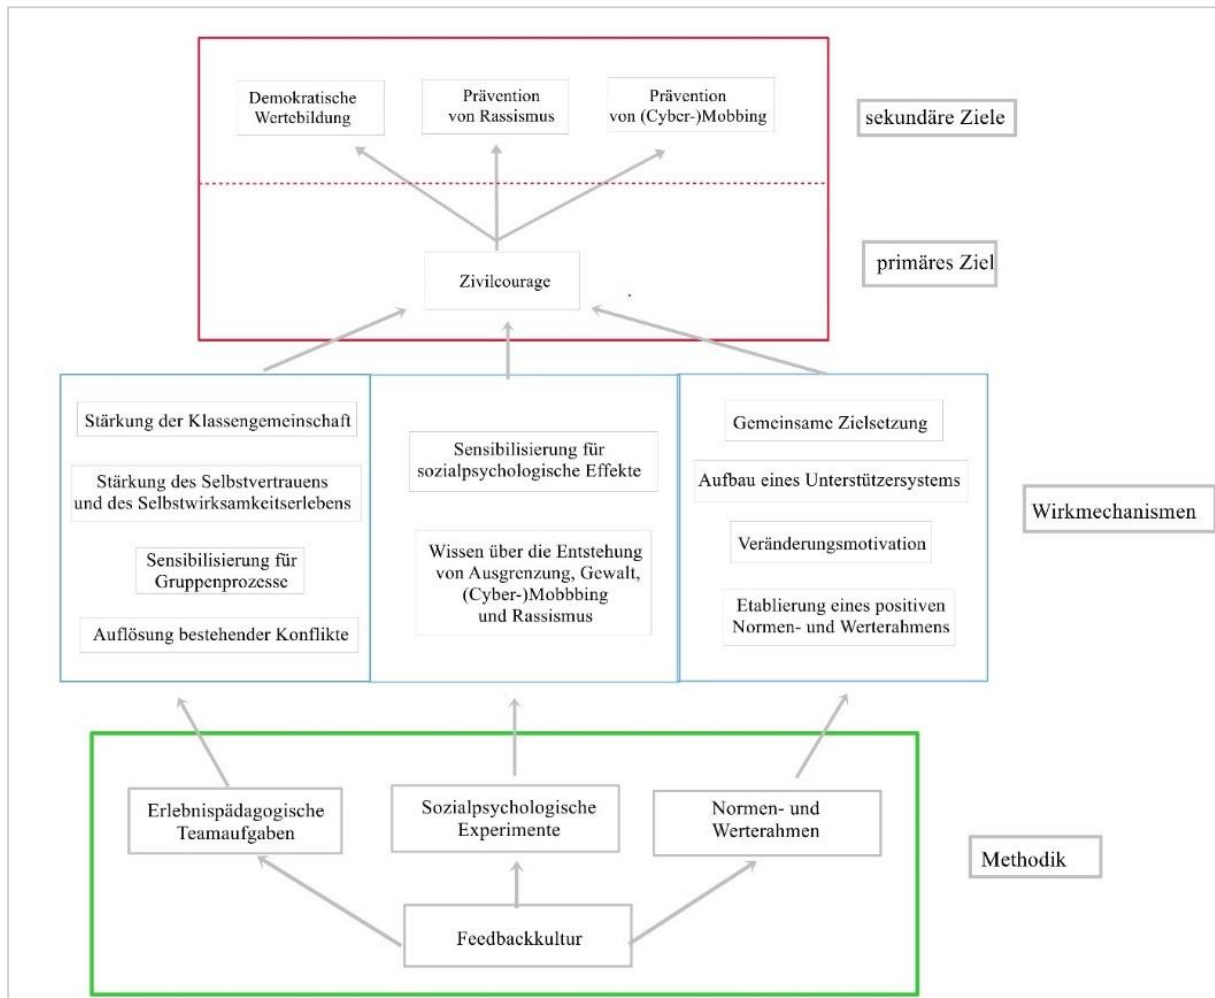 Demokratische
Wertebildung
Prävention
von Rassismus
Prävention
von (Cyber-)Mobbing
sekundäre Ziele
Zivilcourage
primäres Ziel
Stärkung der Klassengemeinschaft
Stärkung des Selbstvertrauens
und des Selbstwirksamkeitserlebens
Sensibilisierung für
Gruppenprozesse
Auflösung bestehender Konflikte
Sensibilisierung für
sozialpsychologische Effekte
Wissen über die Entstehung
von Ausgrenzung, Gewalt,
(Cyber-)Mobbbing
und Rassismus
Gemeinsame Zielsetzung
Aufbau eines Unterstützersystems
Veränderungsmotivation
Etablierung eines positiven
Normen- und Werterahmens
Wirkmechanismen
Erlebnispädagogische
Teamaufgaben
Sozialpsychologische
Experimente
Normen- und
Werterahmen
Methodik
Feedbackkultur